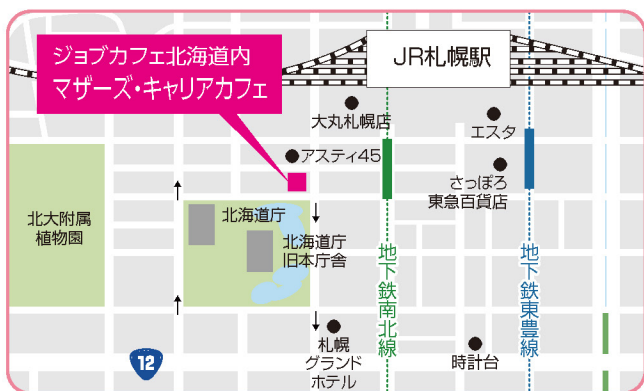 ジョブカフェ北海道内
マザーズ・キャリアカフェ
JR札幌駅
大丸札幌店
エスタ
アスティ45
さっぽろ
東急百貨店
北大附属
植物園
北海道庁
北海道庁
旧本庁舎
地下鉄南北線
地下鉄東豊線
12
札幌
グランド
ホテル
時計台